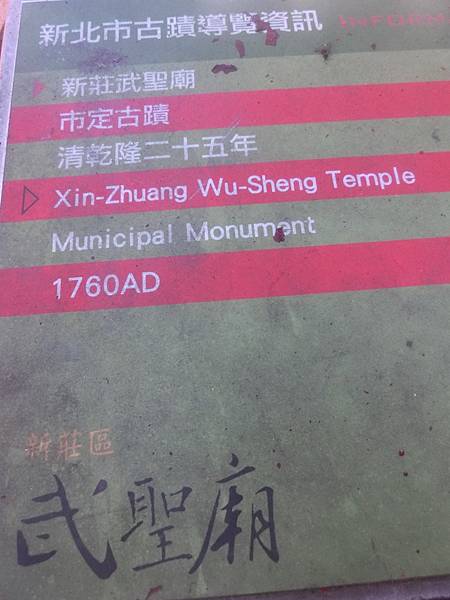 新北市古蹟導覽資訊 InFORM
新莊武聖廟
市定古蹟
清乾隆二十五年
Xin-Zhuang Wu-Sheng Temple
Municipal Monument
1760AD
新莊區
武聖廟